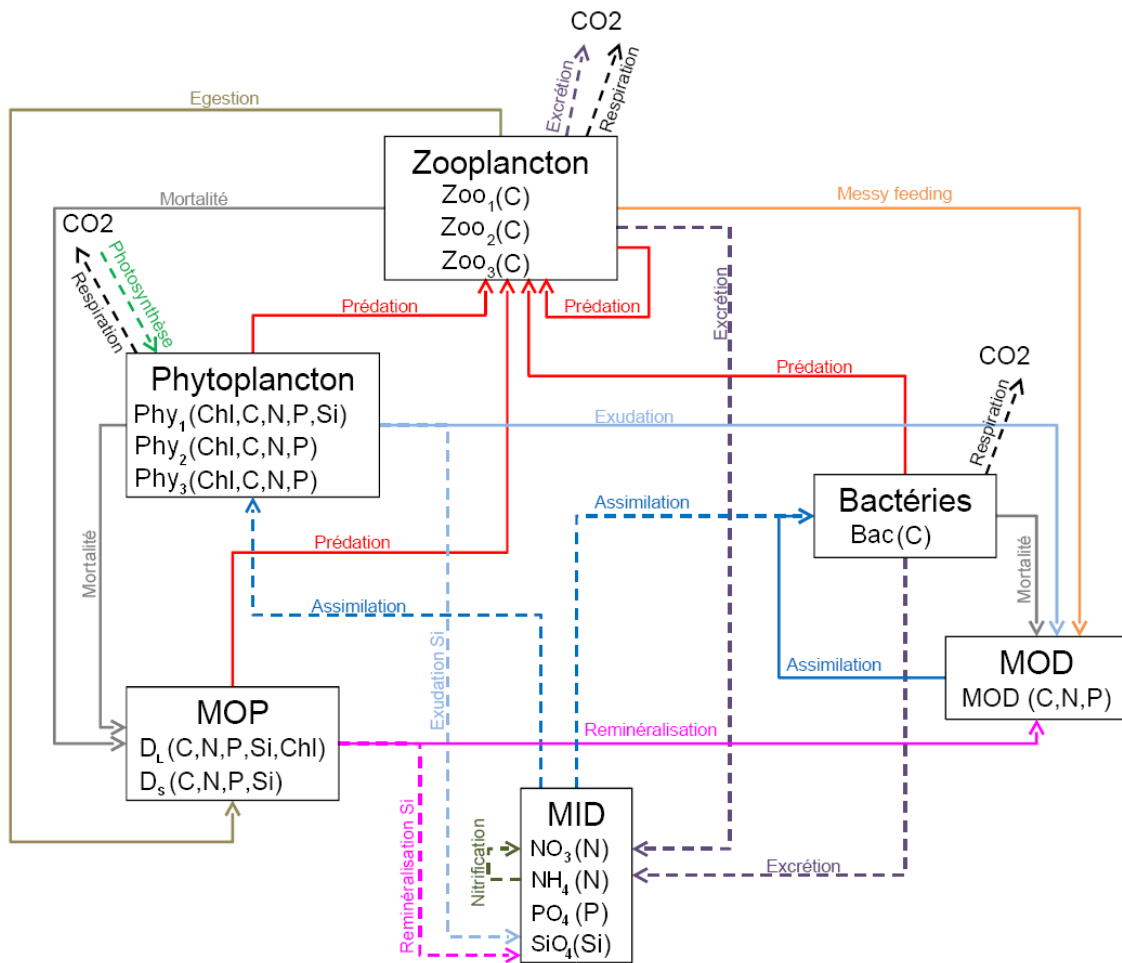 CO2
Excrétion
Respiration
Egestion
Zooplancton
Zoo1(C)
Zoo2(C)
Zoo3(C)
Mortalité
Messy feeding
CO2
Photosynthèse
Respiration
Prédation
Prédation
Excrétion
Prédation
CO2
Respiration
Phytoplancton
Phy1(Chl,C,N,P,Si)
Phy2(Chl,C,N,P)
Phy3(Chl,C,N,P)
Exudation
Bactéries
Bac(C)
Assimilation
Mortalité
Mortalité
Prédation
Assimilation
Exudation Si
Assimilation
MOD
MOD (C,N,P)
MOP
DL(C,N,P,Si,Chl)
DS(C,N,P,Si)
Reminéralisation
Reminéralisation Si
MID
NO3(N)
NH4(N)
PO4(P)
SiO4(Si)
Nitrification
Excrétion